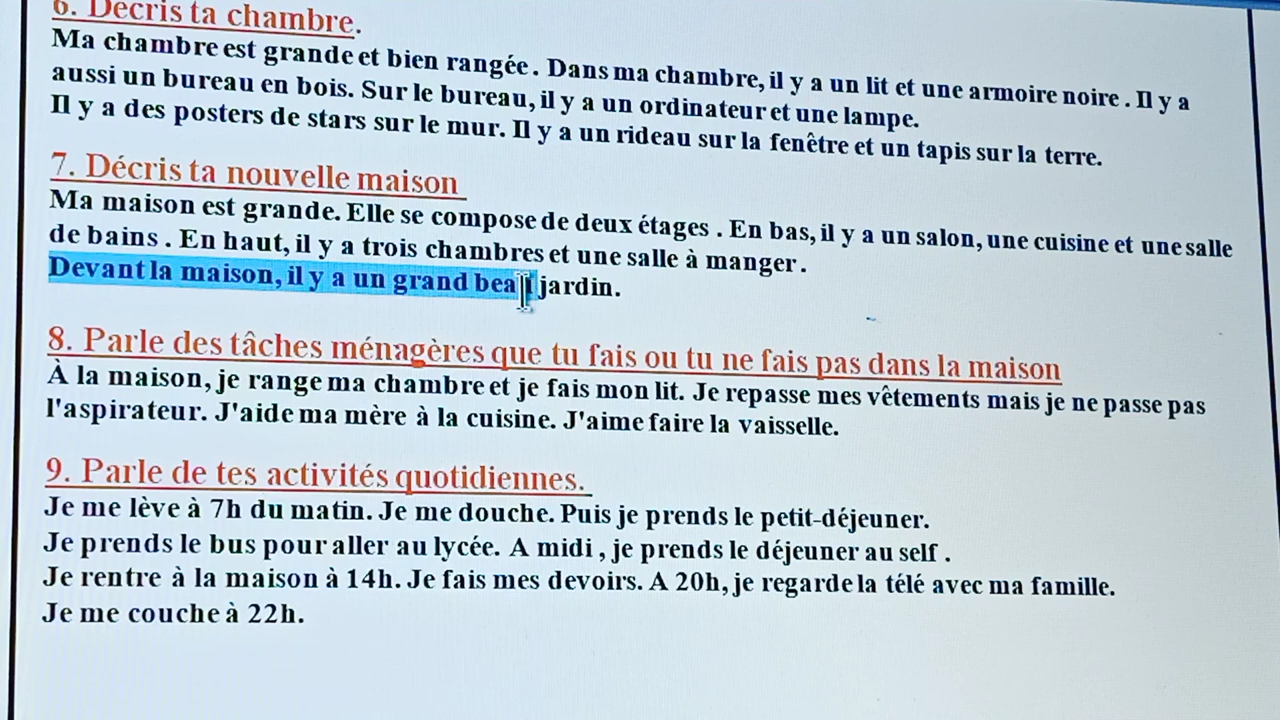 6. Décris ta chambre.
Ma chambre est grande et bien rangée. Dans ma chambre, il y a un lit et une armoire noire. Il y a
aussi un bureau en bois. Sur le bureau, il y a un ordinateur et une lampe.
Il y a des posters de stars sur le mur. Il y a un rideau sur la fenêtre et un tapis sur la terre.
7. Décris ta nouvelle maison
Ma maison est grande. Elle se compose de deux étages . En bas, il y a un salon, une cuisine et une salle
de bains . En haut, il y a trois chambres et une salle à manger.
Devant la maison, il y a un grand beau jardin.
8. Parle des tâches ménagères que tu fais ou tu ne fais pas dans la maison
À la maison, je range ma chambre et je fais mon lit. Je repasse mes vêtements mais je ne passe pas
l'aspirateur. J'aide ma mère à la cuisine. J'aime faire la vaisselle.
9. Parle de tes activités quotidiennes.
Je me lève à 7h du matin. Je me douche. Puis je prends le petit-déjeuner.
Je prends le bus pour aller au lycée. A midi , je prends le déjeuner au self .
Je rentre à la maison à 14h. Je fais mes devoirs. A 20h, je regarde la télé avec ma famille.
Je me couche à 22h.